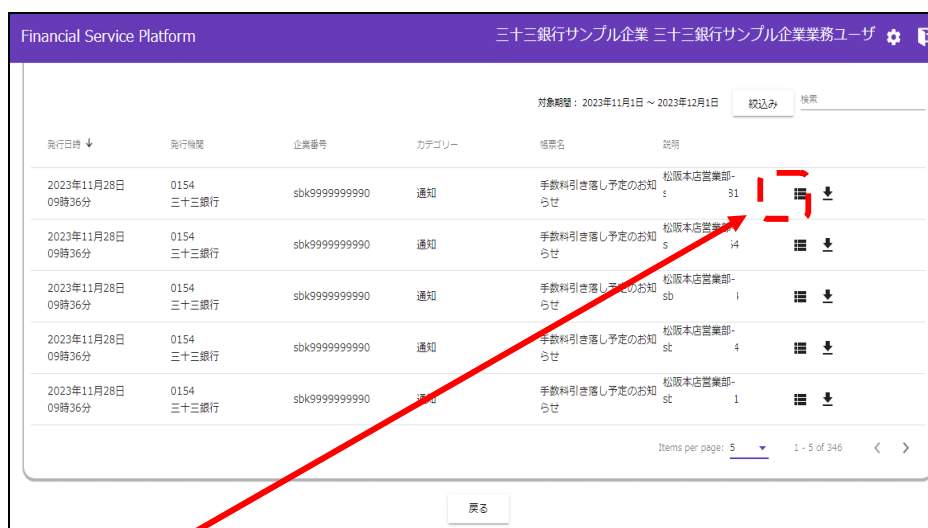 Financial Service Platform 三十三銀行サンプル企業 三十三銀行サンプル企業業務ユーザ
対象期間： 2023年11月1日 ～ 2023年12月1日 絞込み 検索
発行日時 発行機関 企業番号 カテゴリー 帳票名 説明
2023年11月28日 0154 手数料引き落し予定のお知 松阪本店営業部-
09時36分 三十三銀行 sbk9999999990 通知 らせ s 31
2023年11月28日 0154 手数料引き落し予定のお知 松阪本店営業部
09時36分 三十三銀行 sbk9999999990 通知 らせ s 54
2023年11月28日 0154 手数料引き落し予定のお知 松阪本店営業部-
09時36分 三十三銀行 sbk9999999990 通知 らせ sb
2023年11月28日 0154 手数料引き落し予定のお知 松阪本店営業部-
09時36分 三十三銀行 sbk9999999990 通知 らせ sb 4
2023年11月28日 0154 手数料引き落し予定のお知 松阪本店営業部-
09時36分 三十三銀行 sbk9999999990 通知 らせ sb 1
Items per page: 5 1 - 5 of 346
戻る